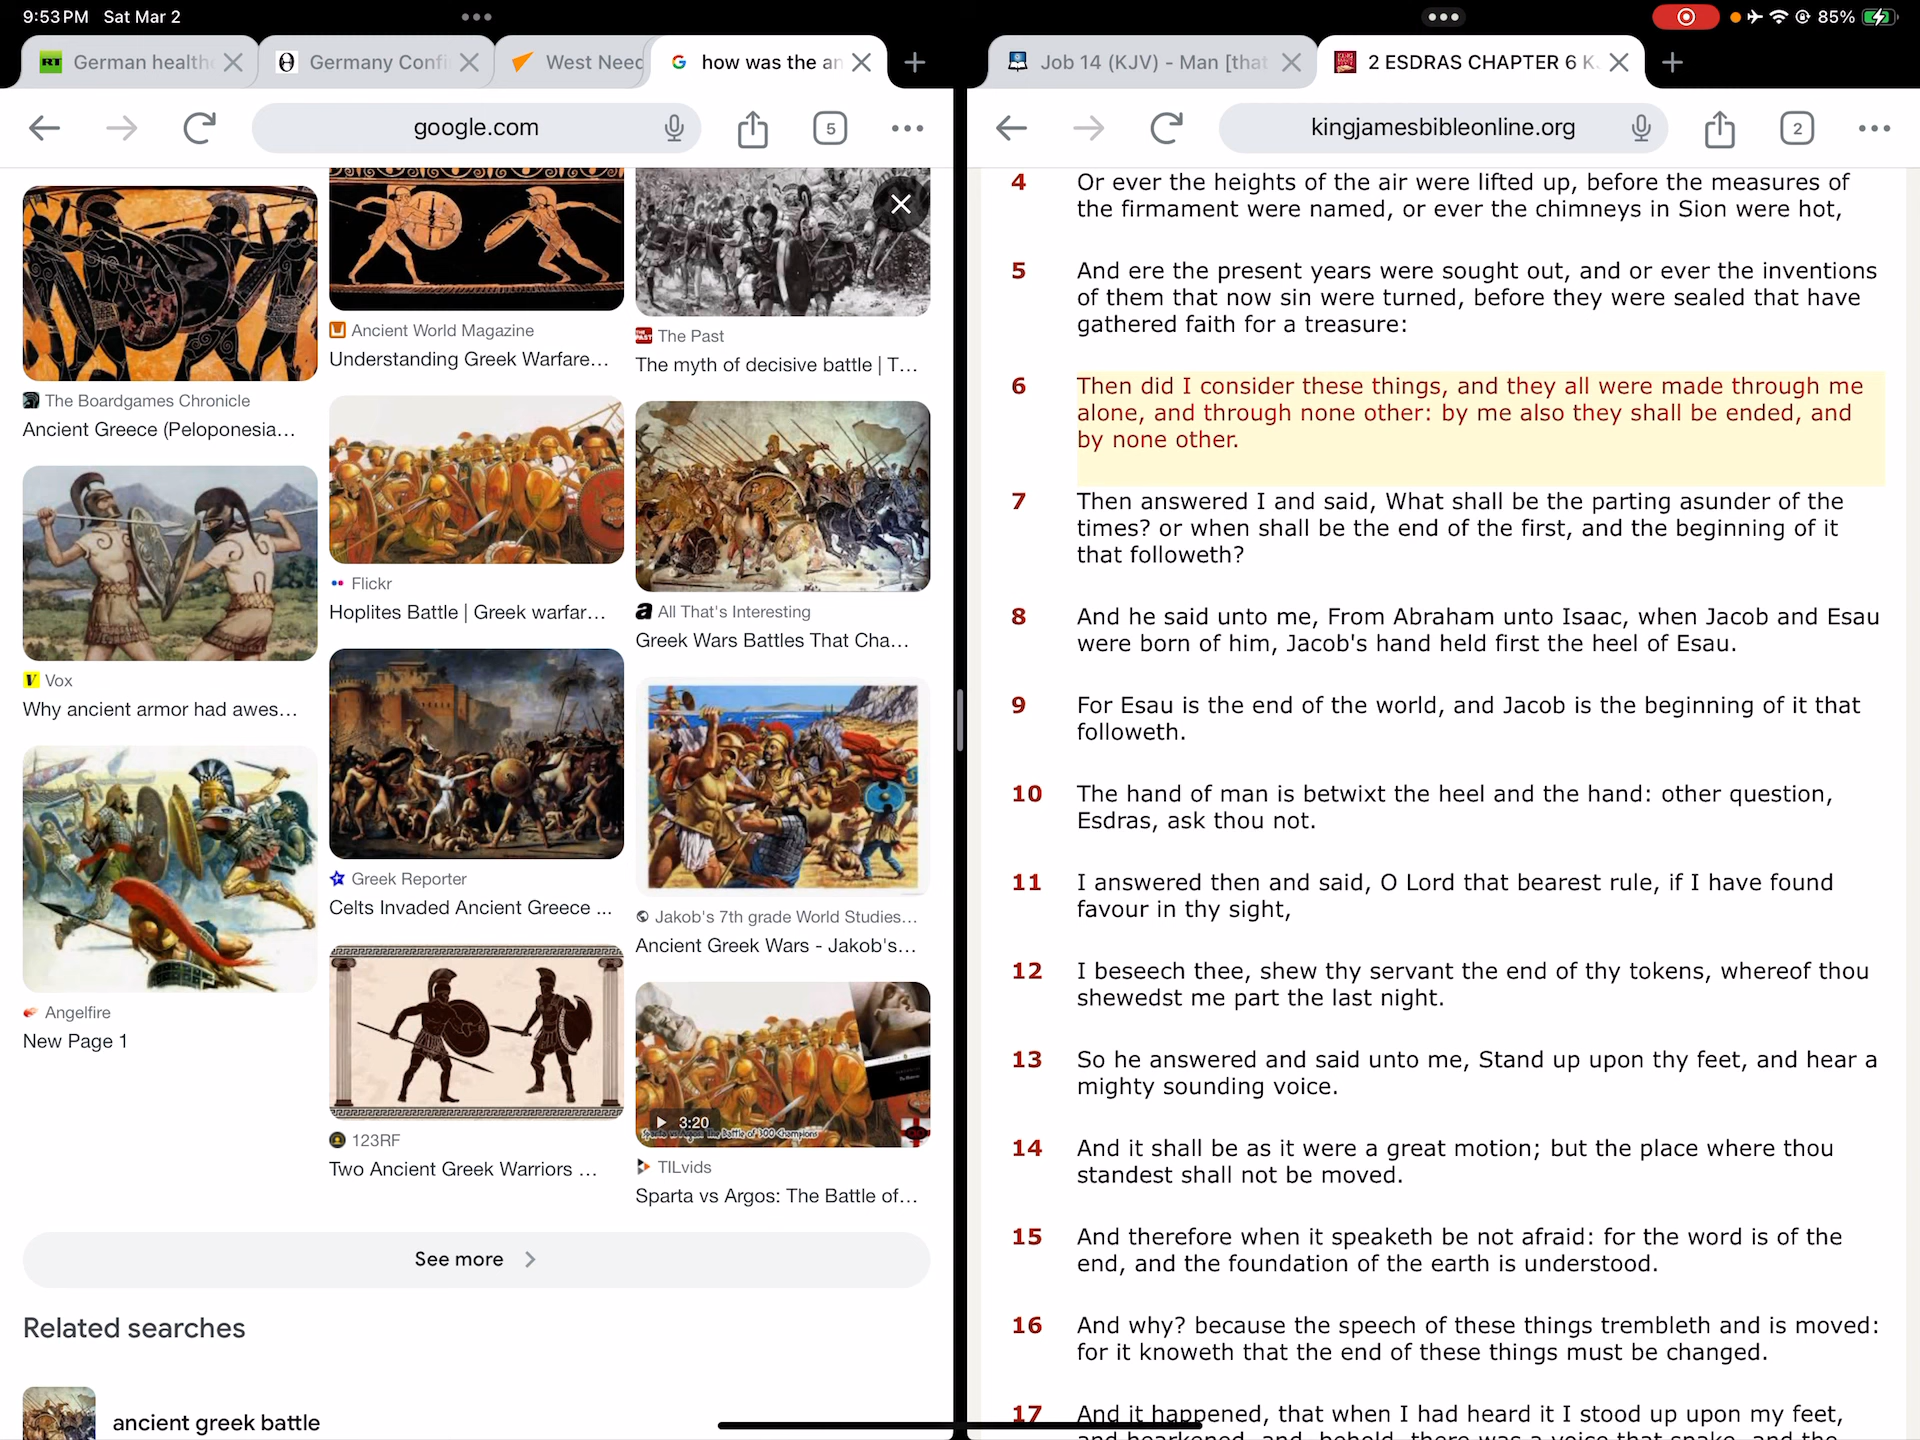 9:53 PM Sat Mar 2
85%
German health
Germany Confi
West Need
how was the an
Job 14 (KJV) - Man [that
2 ESDRAS CHAPTER 6 K
google.com
5
kingjamesbibleonline.org
2
The Boardgames Chronicle
Ancient Greece (Peloponesia...
Vox
Why ancient armor had awes...
Angelfire
New Page 1
Ancient World Magazine
Understanding Greek Warfare...
Flickr
Hoplites Battle | Greek warfar...
Greek Reporter
Celts Invaded Ancient Greece ...
123RF
Two Ancient Greek Warriors ...
The Past
The myth of decisive battle | T...
All That's Interesting
Greek Wars Battles That Cha...
Jakob's 7th grade World Studies...
Ancient Greek Wars - Jakob's...
3:20
Sparta vs Argos: The Battle of 300 Champions
TILvids
Sparta vs Argos: The Battle of...
See more
Related searches
ancient greek battle
4 Or ever the heights of the air were lifted up, before the measures of
the firmament were named, or ever the chimneys in Sion were hot,
5 And ere the present years were sought out, and or ever the inventions
of them that now sin were turned, before they were sealed that have
gathered faith for a treasure:
6 Then did I consider these things, and they all were made through me
alone, and through none other: by me also they shall be ended, and
by none other.
7 Then answered I and said, What shall be the parting asunder of the
times? or when shall be the end of the first, and the beginning of it
that followeth?
8 And he said unto me, From Abraham unto Isaac, when Jacob and Esau
were born of him, Jacob's hand held first the heel of Esau.
9 For Esau is the end of the world, and Jacob is the beginning of it that
followeth.
10 The hand of man is betwixt the heel and the hand: other question,
Esdras, ask thou not.
11 I answered then and said, O Lord that bearest rule, if I have found
favour in thy sight,
12 I beseech thee, shew thy servant the end of thy tokens, whereof thou
shewedst me part the last night.
13 So he answered and said unto me, Stand up upon thy feet, and hear a
mighty sounding voice.
14 And it shall be as it were a great motion; but the place where thou
standest shall not be moved.
15 And therefore when it speaketh be not afraid: for the word is of the
end, and the foundation of the earth is understood.
16 And why? because the speech of these things trembleth and is moved:
for it knoweth that the end of these things must be changed.
17 And it happened, that when I had heard it I stood up upon my feet,
and hearkened, and, behold, there was a voice that spake, and the